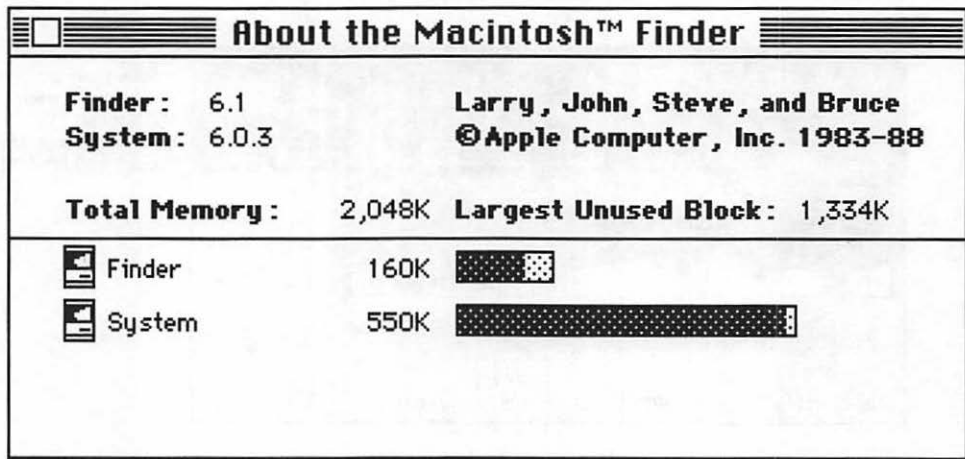 About the Macintosh™ Finder
Finder: 6.1 Larry, John, Steve, and Bruce
System: 6.0.3 ©Apple Computer, Inc. 1983-88
Total Memory: 2,048K Largest Unused Block: 1,334K
Finder 160K
System 550K